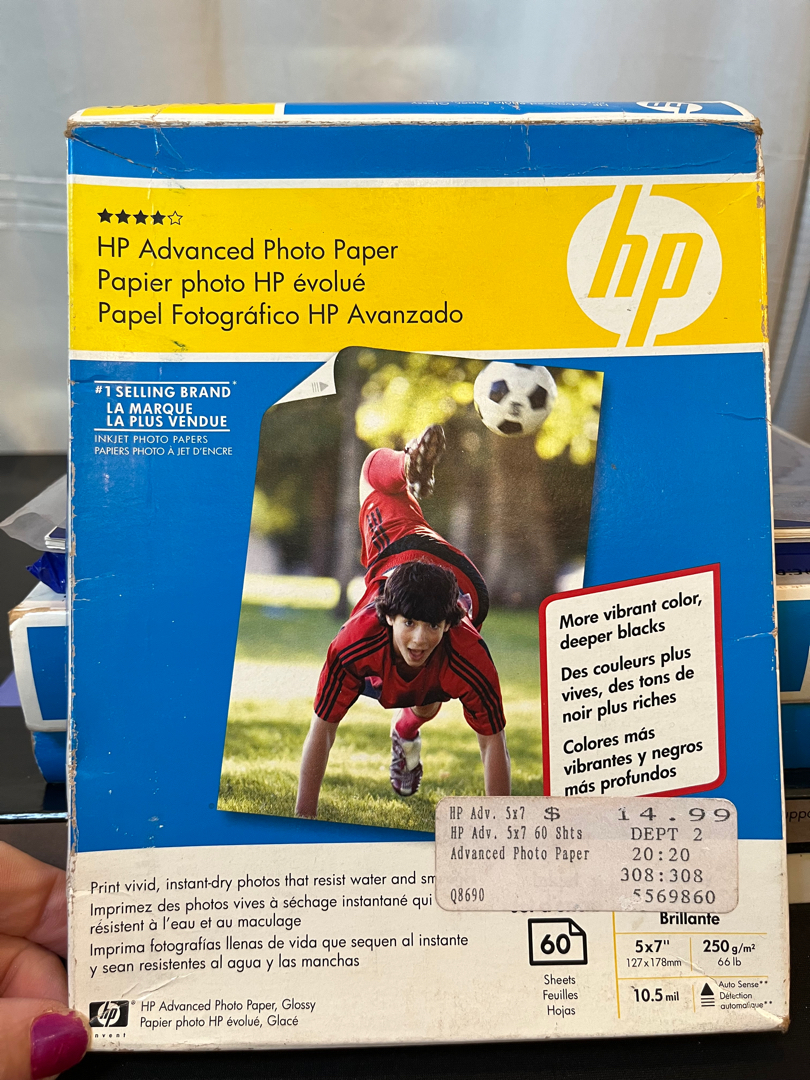 ★★★★☆
HP Advanced Photo Paper
Papier photo HP évolué
Papel Fotográfico HP Avanzado
hp
#1 SELLING BRAND*
LA MARQUE
LA PLUS VENDUE
INKJET PHOTO PAPERS
PAPIERS PHOTO À JET D'ENCRE
More vibrant color,
deeper blacks
Des couleurs plus
vives, des tons de
noir plus riches
Colores más
vibrantes y negros
más profundos
HP Adv. 5x7 $ 14.99
HP Adv. 5x7 60 Shts DEPT 2
Advanced Photo Paper 20:20
308:308
Q8690 5569860
Print vivid, instant-dry photos that resist water and
Imprimez des photos vives à séchage instantané qui
résistent à l'eau et au maculage
Imprima fotografías llenas de vida que sequen al instante
y sean resistentes al agua y las manchas
60
Sheets
Feuilles
Hojas
Brillante
5x7" 250 g/m²
127x178mm 66 lb
10.5 mil
Auto Sense**
Détection
automatique**
hp
invent
HP Advanced Photo Paper, Glossy
Papier photo HP évolué, Glacé